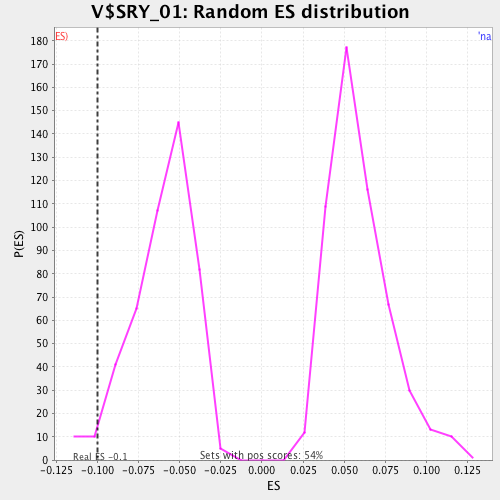 V$SRY_01: Random ES distribution
ES)
'na
180
170
160
150
140
130
120
110
100
90
80
70
60
50
40
30
20
10
0
P(ES)
Real ES -0.1
Sets with pos scores: 54%
-0.125 -0.100 -0.075 -0.050 -0.025 0.000 0.025 0.050 0.075 0.100 0.125
ES